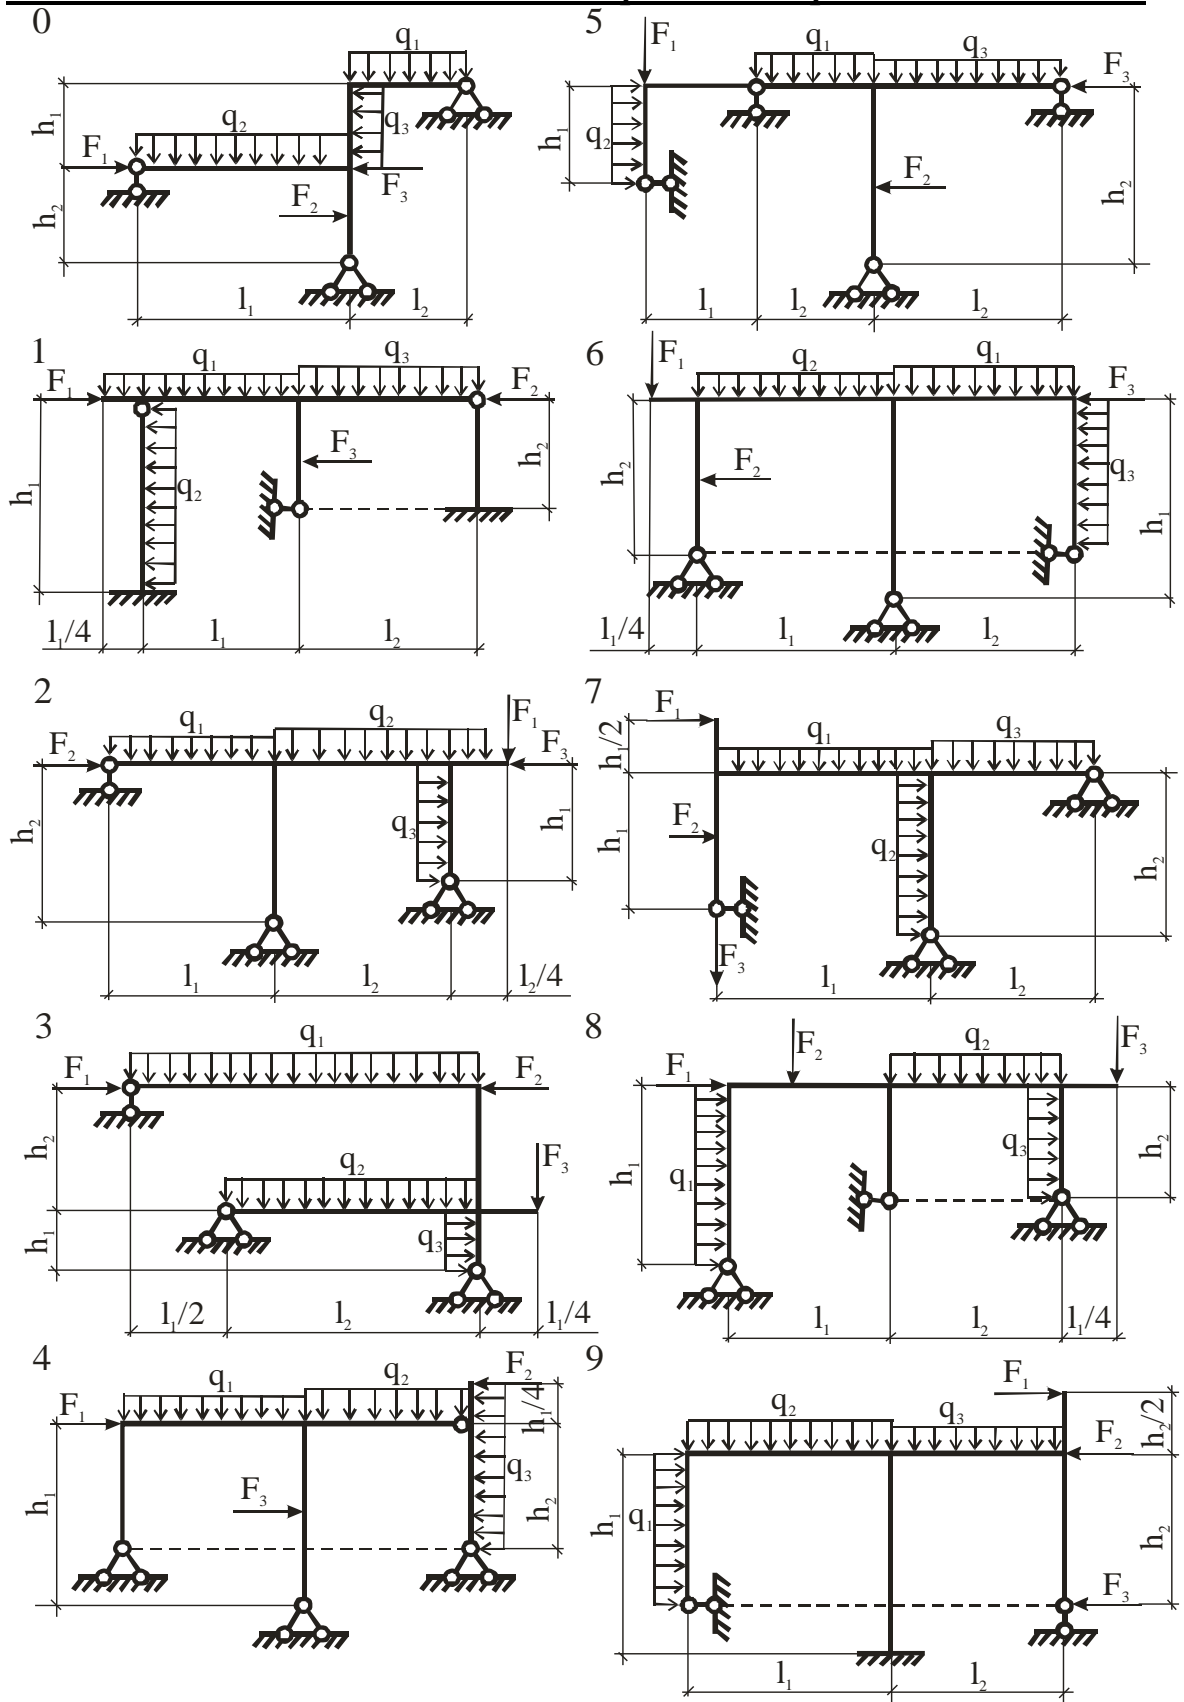 0
q₁
h₁
q₂
q₃
F₁
F₃
F₂
h₂
l₁
l₂
1
q₁
q₃
F₁
F₂
F₃
h₂
h₁
q₂
l₁/4
l₁
l₂
2
q₁
q₂
F₁
F₂
F₃
h₂
q₃
h₁
l₁
l₂
l₂/4
3
q₁
F₁
F₂
h₂
q₂
F₃
h₁
q₃
l₁/2
l₂
l₁/4
4
q₁
q₂
F₂
F₁
h₁/4
h₁
F₃
q₃
h₂
5
F₁
q₁
q₃
F₃
h₁
q₂
F₂
h₂
l₁
l₂
l₂
6
F₁
q₂
q₁
F₃
h₂
F₂
q₃
h₁
l₁/4
l₁
l₂
7
F₁
h₁/2
q₁
q₃
h₁
F₂
q₂
h₂
F₃
l₁
l₂
8
F₁
F₂
q₂
F₃
h₁
q₁
q₃
h₂
l₁
l₂
l₁/4
9
F₁
q₂
q₃
h₂/2
F₂
h₁
q₁
h₂
F₃
l₁
l₂